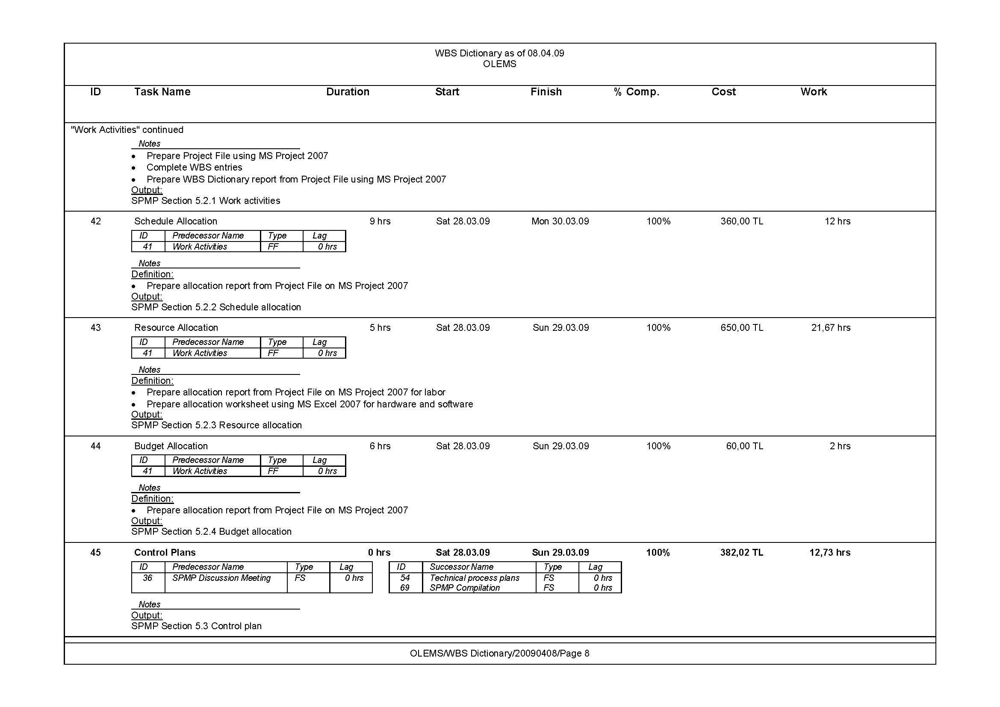 WBS Dictionary as of 08.04.09
OLEMS
ID Task Name Duration Start Finish % Comp. Cost Work
"Work Activities" continued
Notes
• Prepare Project File using MS Project 2007
• Complete WBS entries
• Prepare WBS Dictionary report from Project File using MS Project 2007
Output:
SPMP Section 5.2.1 Work activities
42 Schedule Allocation 9 hrs Sat 28.03.09 Mon 30.03.09 100% 360,00 TL 12 hrs
ID Predecessor Name Type Lag
41 Work Activities FF 0 hrs
Notes
Definition:
• Prepare allocation report from Project File on MS Project 2007
Output:
SPMP Section 5.2.2 Schedule allocation
43 Resource Allocation 5 hrs Sat 28.03.09 Sun 29.03.09 100% 650,00 TL 21,67 hrs
ID Predecessor Name Type Lag
41 Work Activities FF 0 hrs
Notes
Definition:
• Prepare allocation report from Project File on MS Project 2007 for labor
• Prepare allocation worksheet using MS Excel 2007 for hardware and software
Output:
SPMP Section 5.2.3 Resource allocation
44 Budget Allocation 6 hrs Sat 28.03.09 Sun 29.03.09 100% 60,00 TL 2 hrs
ID Predecessor Name Type Lag
41 Work Activities FF 0 hrs
Notes
Definition:
• Prepare allocation report from Project File on MS Project 2007
Output:
SPMP Section 5.2.4 Budget allocation
45 Control Plans 0 hrs Sat 28.03.09 Sun 29.03.09 100% 382,02 TL 12,73 hrs
ID Predecessor Name Type Lag ID Successor Name Type Lag
36 SPMP Discussion Meeting FS 0 hrs 54 Technical process plans FS 0 hrs
69 SPMP Compilation FS 0 hrs
Notes
Output:
SPMP Section 5.3 Control plan
OLEMS/WBS Dictionary/20090408/Page 8